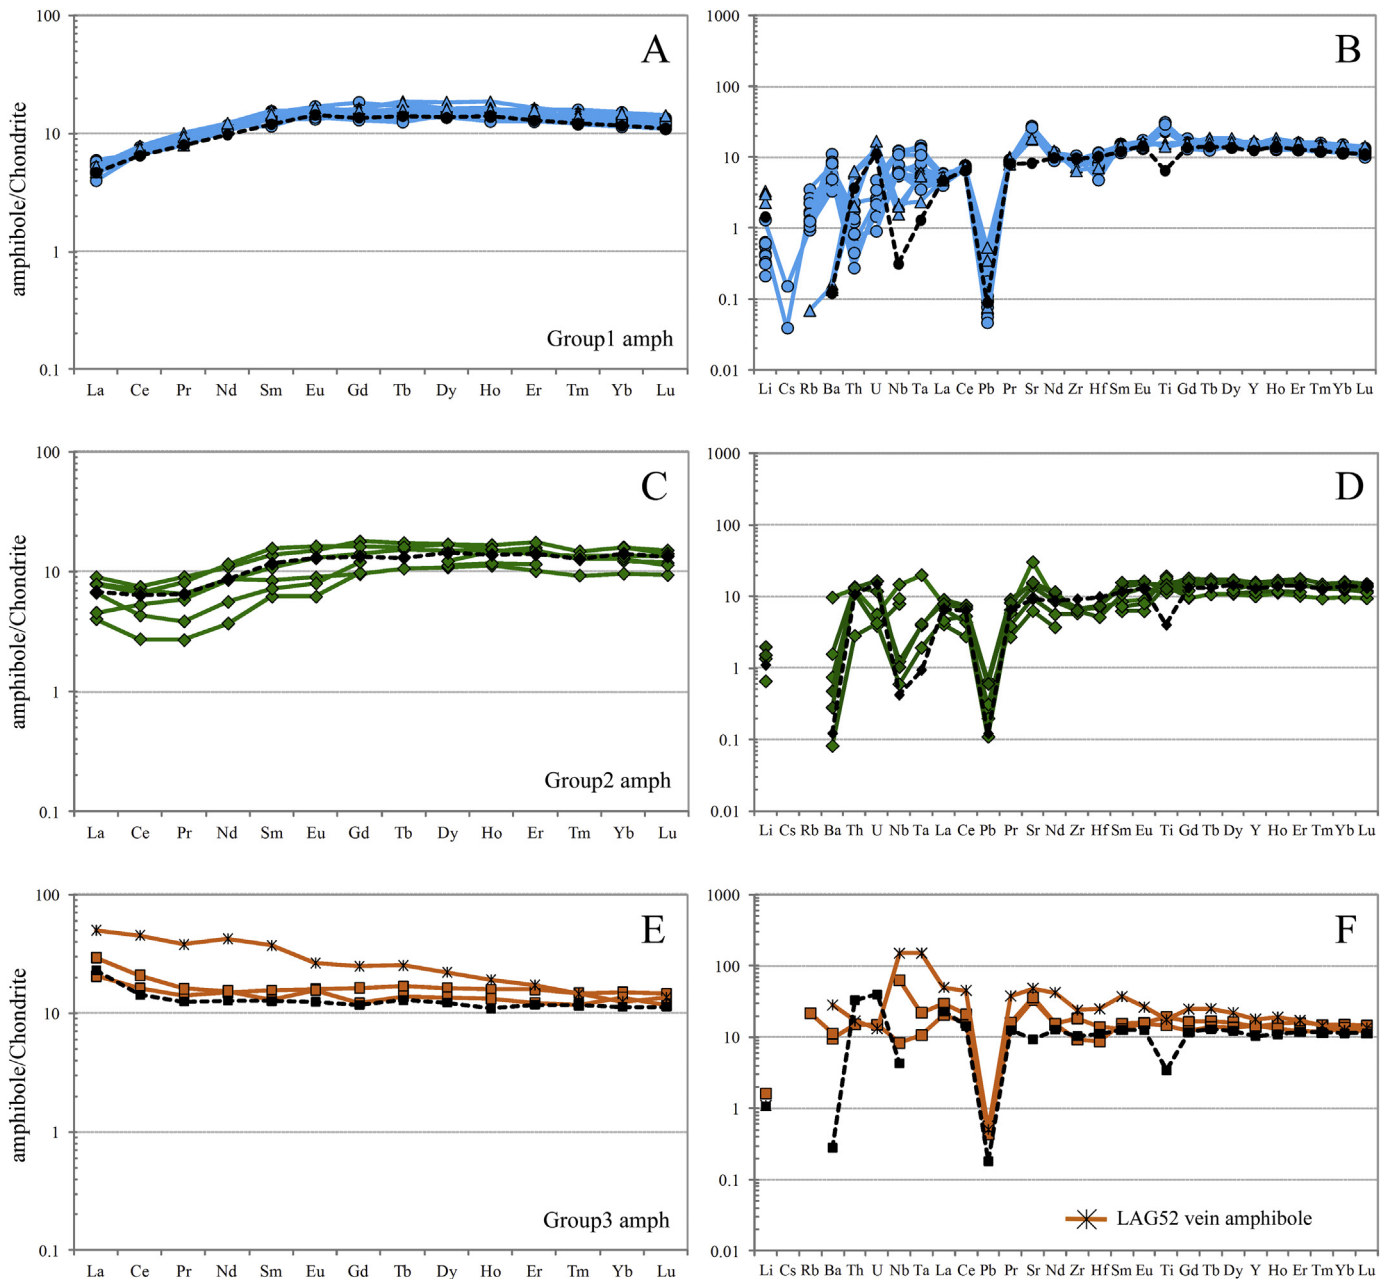 100
10
1
0.1
amphibole/Chondrite
A
Group1 amph
La Ce Pr Nd Sm Eu Gd Tb Dy Ho Er Tm Yb Lu
1000
100
10
1
0.1
0.01
B
Li Cs Rb Ba Th U Nb Ta La Ce Pb Pr Sr Nd Zr Hf Sm Eu Ti Gd Tb Dy Y Ho Er Tm Yb Lu
100
10
1
0.1
amphibole/Chondrite
C
Group2 amph
La Ce Pr Nd Sm Eu Gd Tb Dy Ho Er Tm Yb Lu
1000
100
10
1
0.1
0.01
D
Li Cs Rb Ba Th U Nb Ta La Ce Pb Pr Sr Nd Zr Hf Sm Eu Ti Gd Tb Dy Y Ho Er Tm Yb Lu
100
10
1
0.1
amphibole/Chondrite
E
Group3 amph
La Ce Pr Nd Sm Eu Gd Tb Dy Ho Er Tm Yb Lu
1000
100
10
1
0.1
0.01
F
LAG52 vein amphibole
Li Cs Rb Ba Th U Nb Ta La Ce Pb Pr Sr Nd Zr Hf Sm Eu Ti Gd Tb Dy Y Ho Er Tm Yb Lu